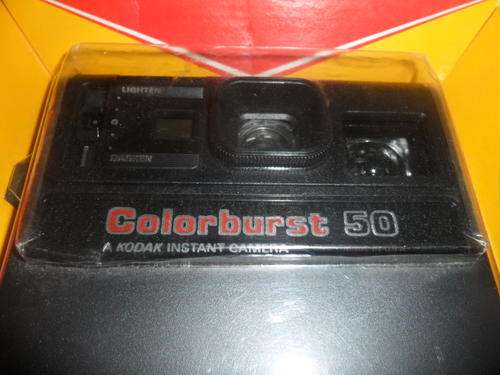 LIGHTEN
DARKEN
Colorburst 50
A KODAK INSTANT CAMERA